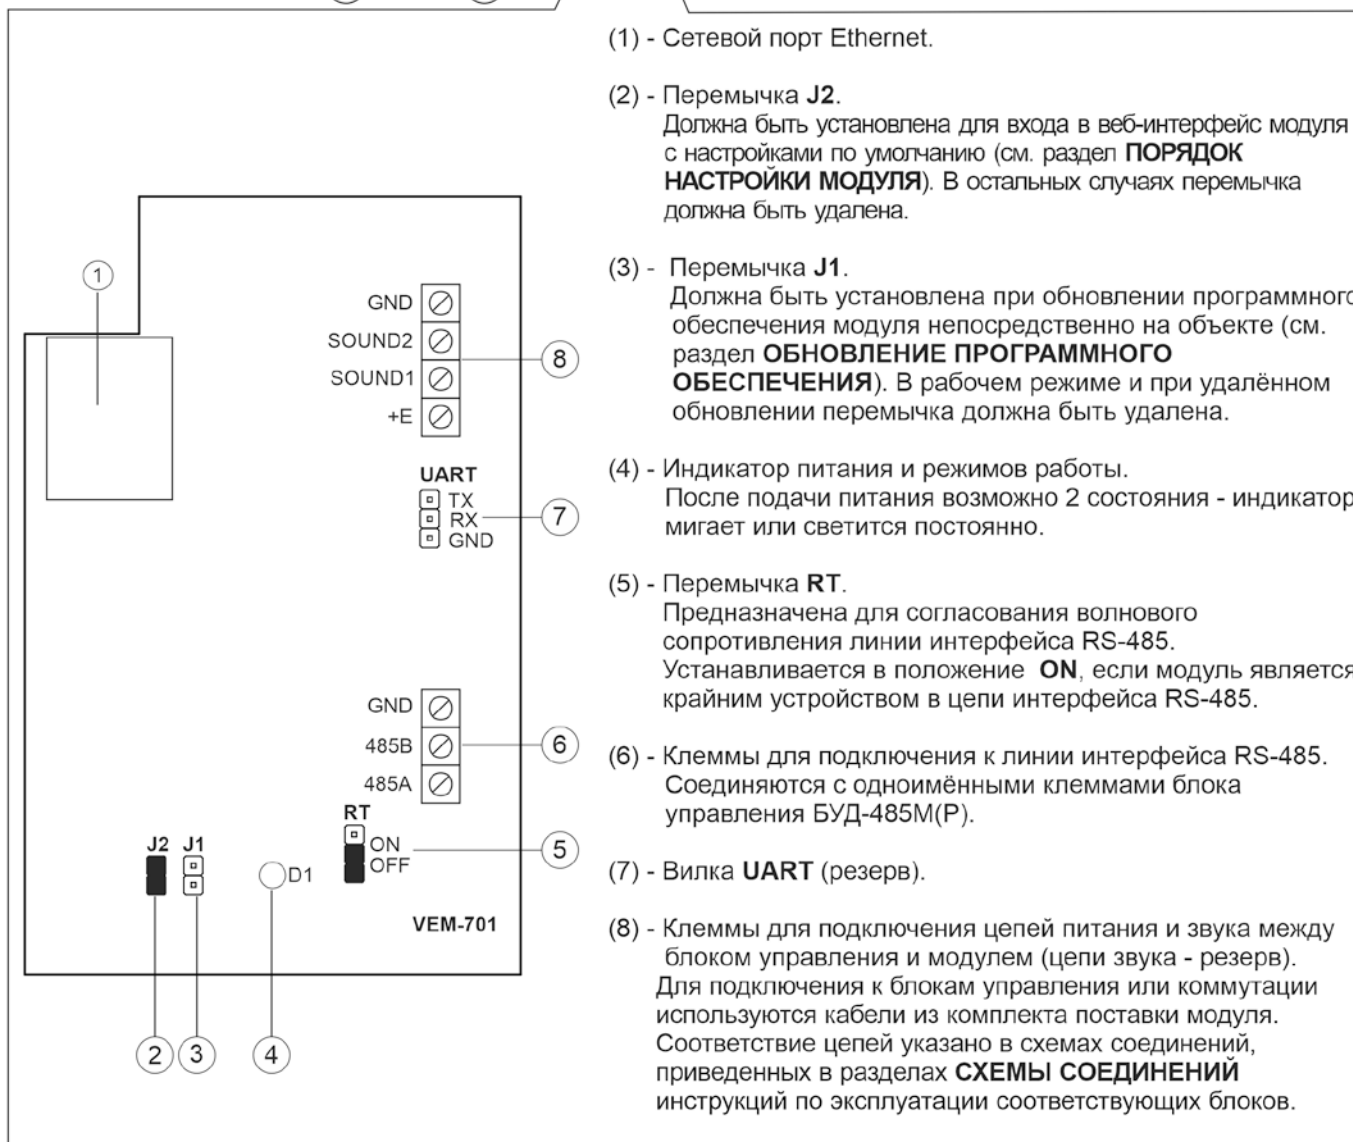 (1) - Сетевой порт Ethernet.
(2) - Перемычка J2.
Должна быть установлена для входа в веб-интерфейс модуля
с настройками по умолчанию (см. раздел ПОРЯДОК
НАСТРОЙКИ МОДУЛЯ). В остальных случаях перемычка
должна быть удалена.
(3) - Перемычка J1.
Должна быть установлена при обновлении программного
обеспечения модуля непосредственно на объекте (см.
раздел ОБНОВЛЕНИЕ ПРОГРАММНОГО
ОБЕСПЕЧЕНИЯ). В рабочем режиме и при удалённом
обновлении перемычка должна быть удалена.
(4) - Индикатор питания и режимов работы.
После подачи питания возможно 2 состояния - индикатор
мигает или светится постоянно.
(5) - Перемычка RT.
Предназначена для согласования волнового
сопротивления линии интерфейса RS-485.
Устанавливается в положение ON, если модуль является
крайним устройством в цепи интерфейса RS-485.
(6) - Клеммы для подключения к линии интерфейса RS-485.
Соединяются с одноимёнными клеммами блока
управления БУД-485М(Р).
(7) - Вилка UART (резерв).
(8) - Клеммы для подключения цепей питания и звука между
блоком управления и модулем (цепи звука - резерв).
Для подключения к блокам управления или коммутации
используются кабели из комплекта поставки модуля.
Соответствие цепей указано в схемах соединений,
приведенных в разделах СХЕМЫ СОЕДИНЕНИЙ
инструкций по эксплуатации соответствующих блоков.
1
GND
SOUND2
8
SOUND1
+E
UART
TX
RX
7
GND
GND
485B
6
485A
RT
ON
5
OFF
J2 J1
D1
VEM-701
2
3
4